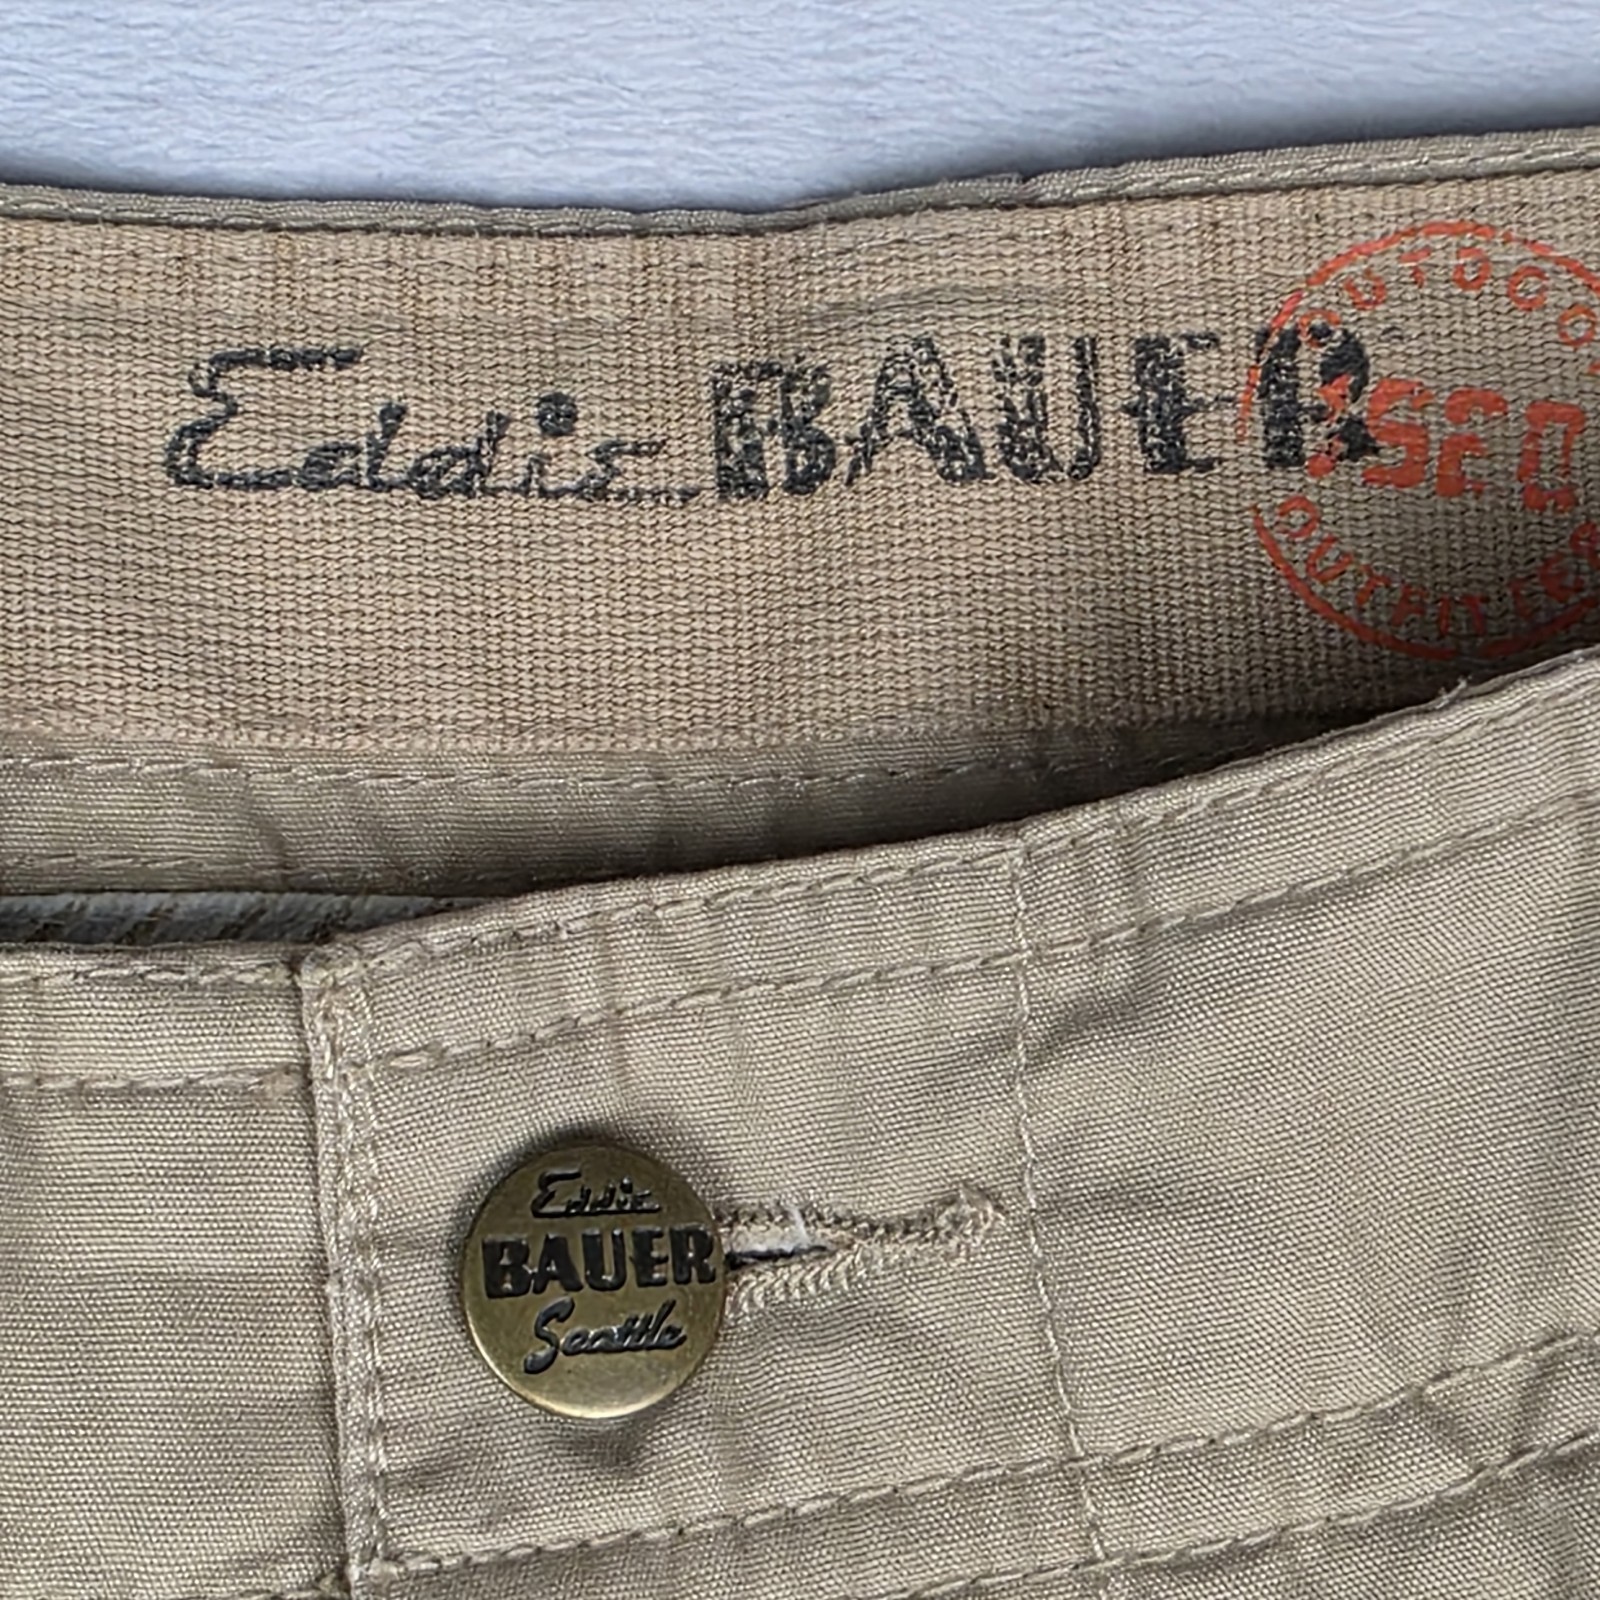 Eddie BAUER
OUTDOOR
OUTFITTER
Eddie
BAUER
Seattle